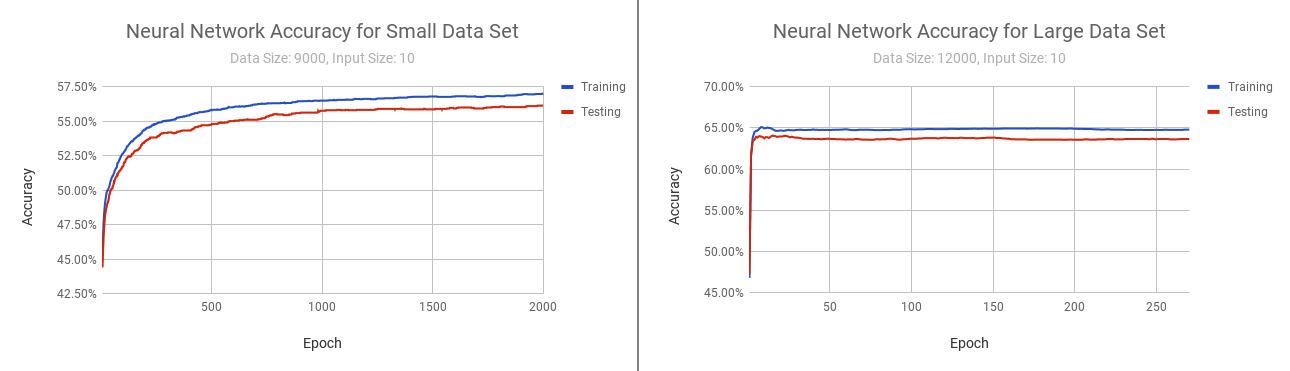 Neural Network Accuracy for Small Data Set
Data Size: 9000, Input Size: 10
57.50%
55.00%
52.50%
50.00%
47.50%
45.00%
42.50%
Accuracy
500
1000
1500
2000
Epoch
Training
Testing
Neural Network Accuracy for Large Data Set
Data Size: 12000, Input Size: 10
70.00%
65.00%
60.00%
55.00%
50.00%
45.00%
Accuracy
50
100
150
200
250
Epoch
Training
Testing